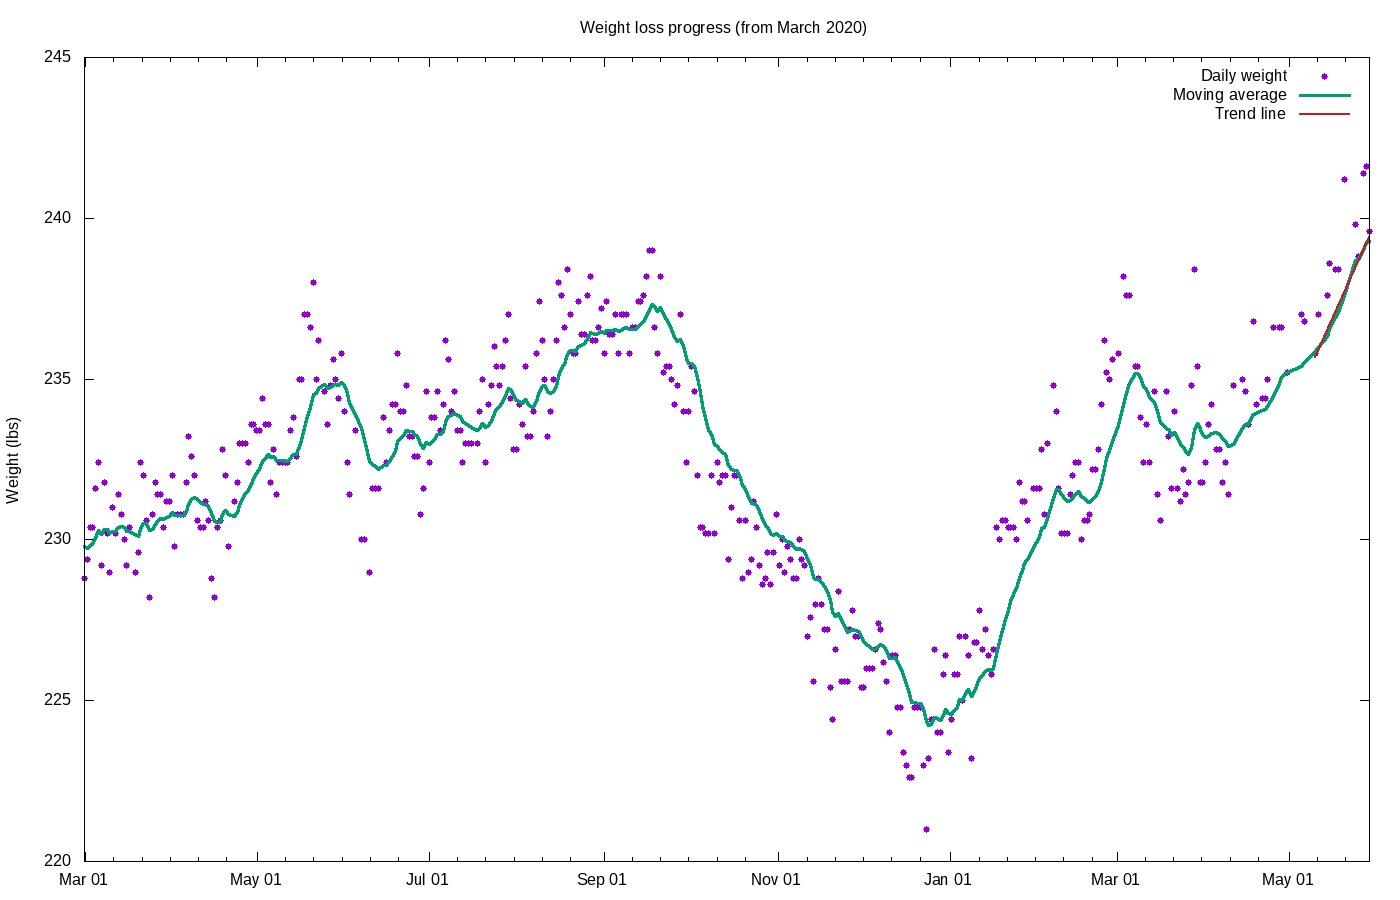 Weight loss progress (from March 2020)
Daily weight
Moving average
Trend line
Weight (lbs)
245
240
235
230
225
220
Mar 01
May 01
Jul 01
Sep 01
Nov 01
Jan 01
Mar 01
May 01